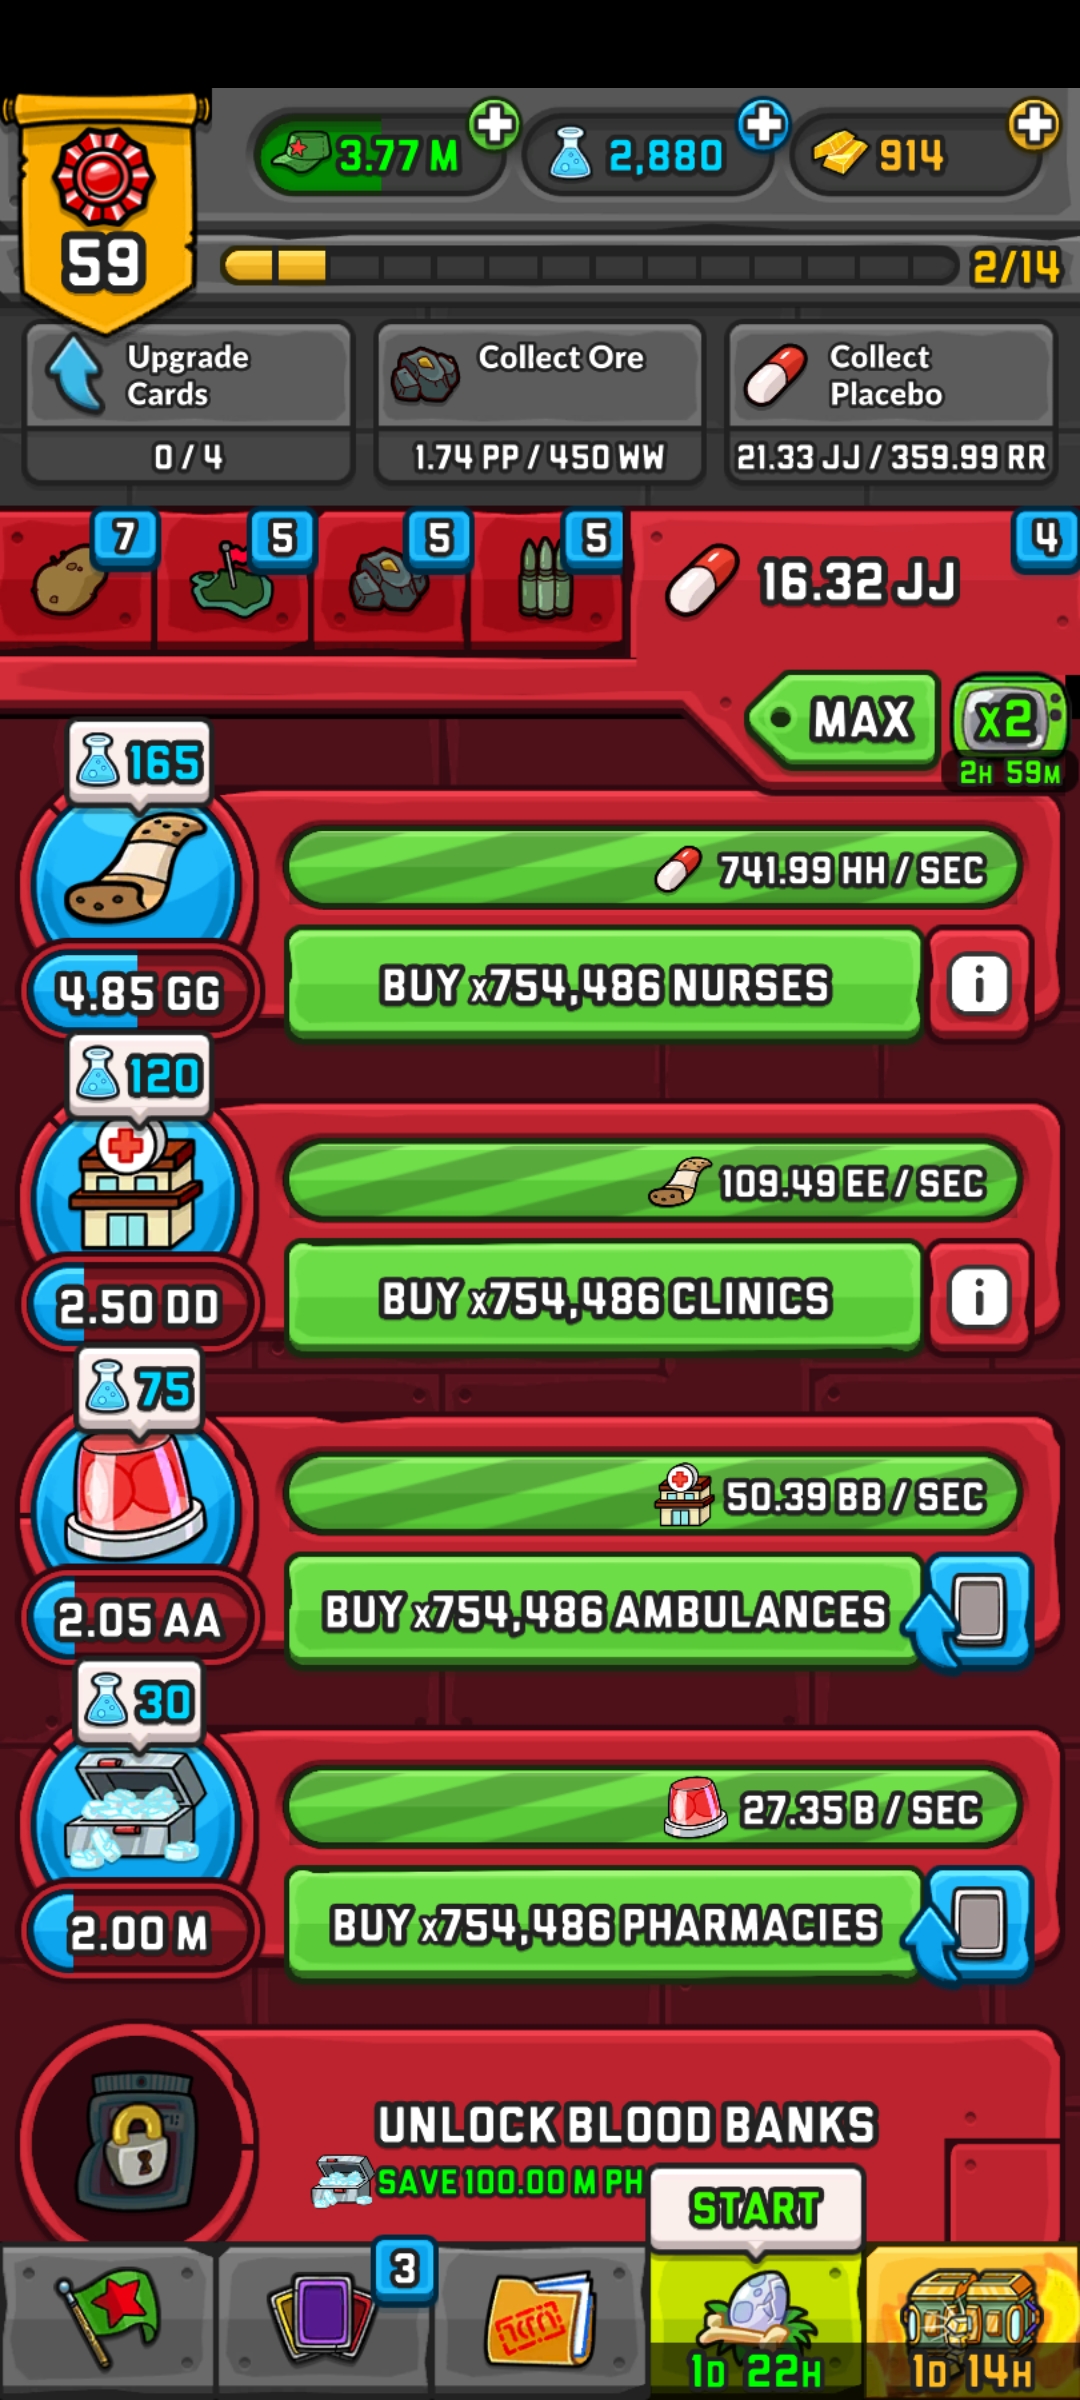 3.77 M
2,880
914
59
2/14
Upgrade
Cards
0 / 4
Collect Ore
1.74 PP / 450 WW
Collect
Placebo
21.33 JJ / 359.99 RR
7
5
5
5
16.32 JJ
4
MAX
x2
2H 59M
165
741.99 HH / SEC
4.85 GG
BUY x754,486 NURSES
i
120
109.49 EE / SEC
2.50 DD
BUY x754,486 CLINICS
i
75
50.39 BB / SEC
2.05 AA
BUY x754,486 AMBULANCES
30
27.35 B / SEC
2.00 M
BUY x754,486 PHARMACIES
UNLOCK BLOOD BANKS
SAVE 100.00 M PH
START
3
1D 22H
1D 14H